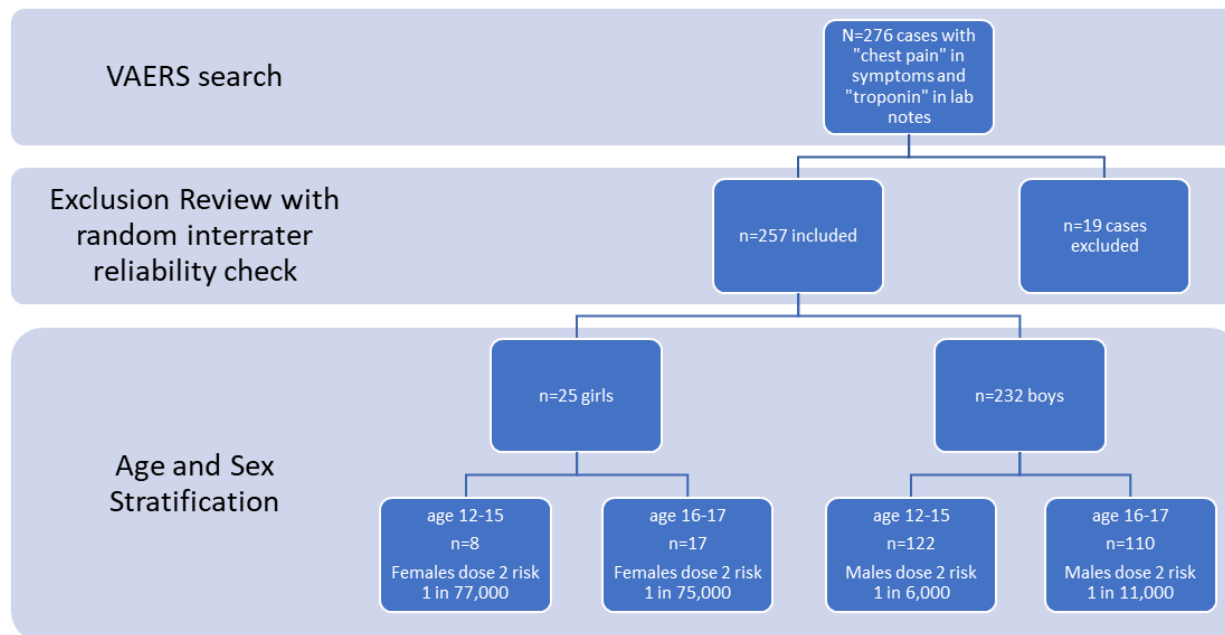 VAERS search
N=276 cases with
"chest pain" in
symptoms and
"troponin" in lab
notes
Exclusion Review with
random interrater
reliability check
n=257 included
n=19 cases
excluded
Age and Sex
Stratification
n=25 girls
n=232 boys
age 12-15
n=8
Females dose 2 risk
1 in 77,000
age 16-17
n=17
Females dose 2 risk
1 in 75,000
age 12-15
n=122
Males dose 2 risk
1 in 6,000
age 16-17
n=110
Males dose 2 risk
1 in 11,000